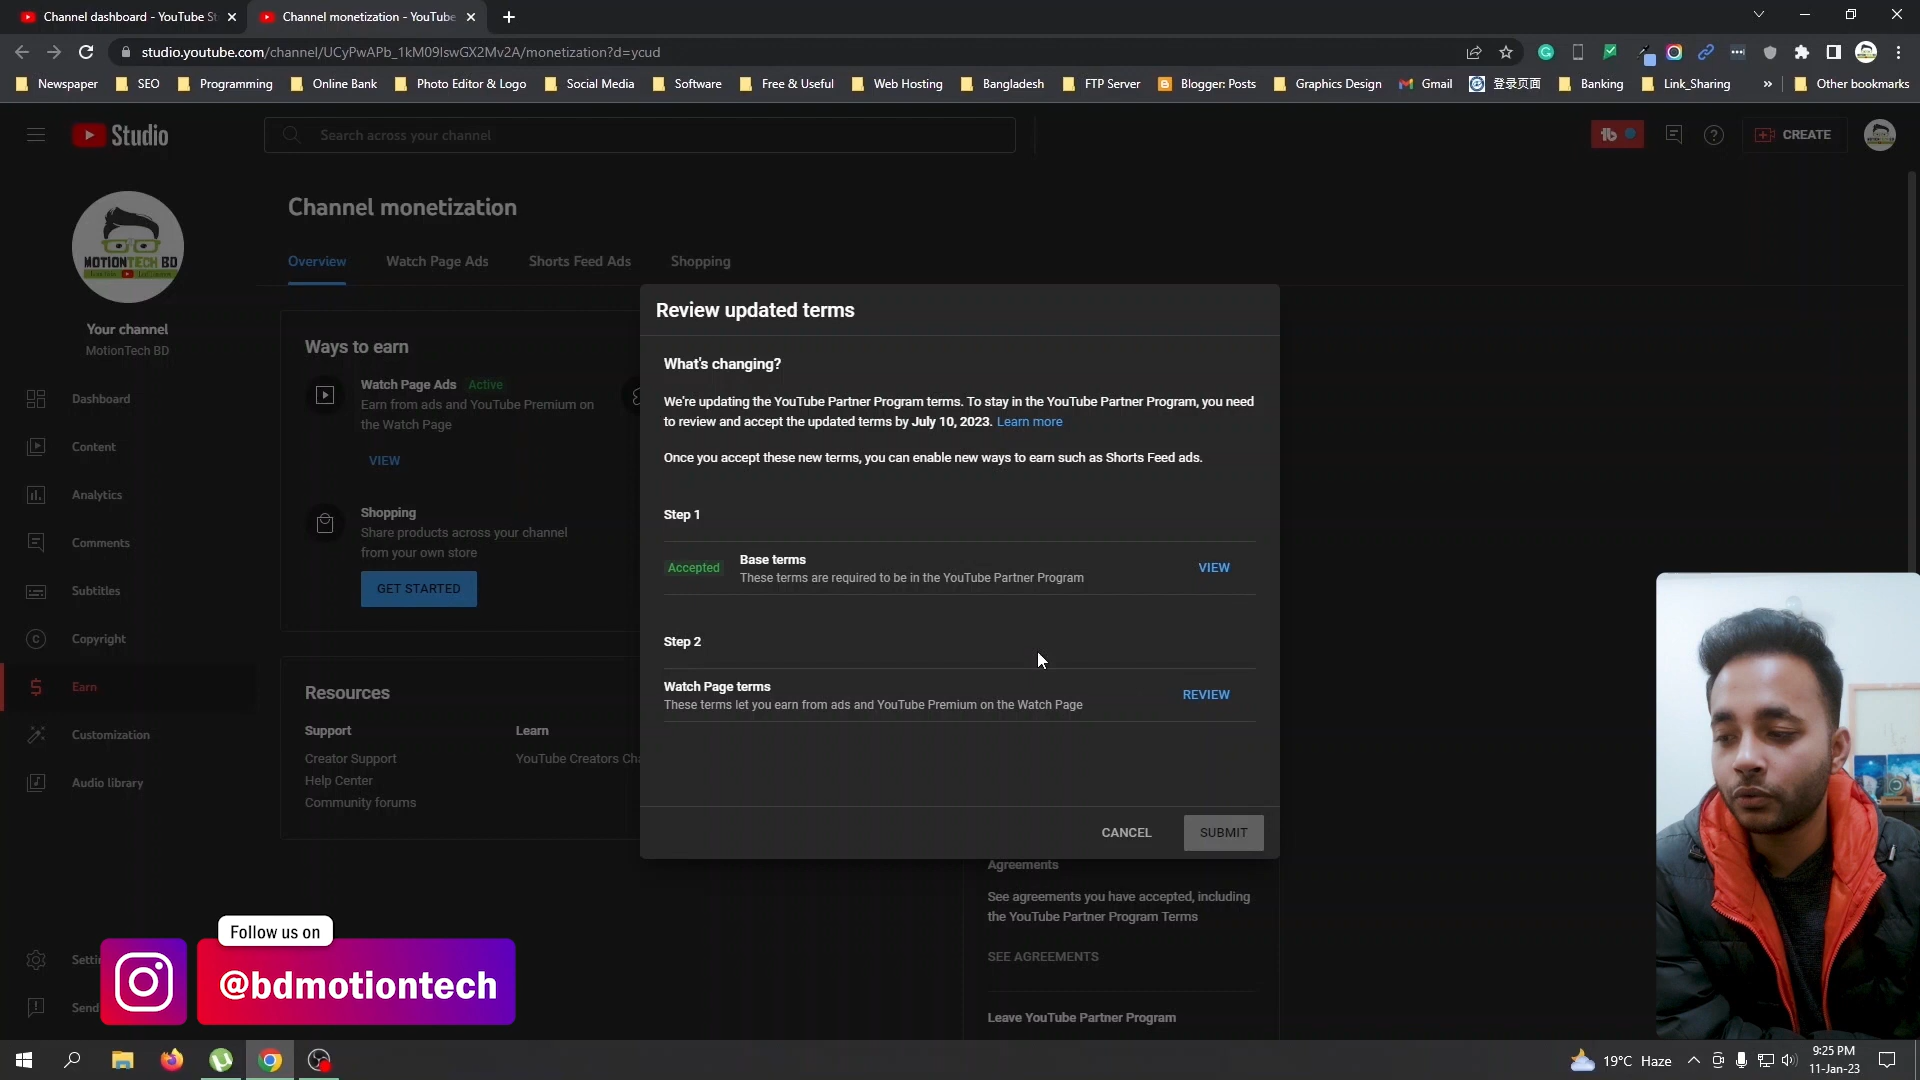 Channel dashboard - YouTube St
Channel monetization - YouTube
studio.youtube.com/channel/UCyPwAPb_1kM09lswGX2Mv2A/monetization?d=ycud
Newspaper SEO Programming Online Bank Photo Editor & Logo Social Media Software Free & Useful Web Hosting Bangladesh FTP Server Blogger Posts Graphics Design Gmail 登录页面 Banking Link_Sharing » Other bookmarks
Studio
Search across your channel
CREATE
MOTIONTECH BD
Your channel
MotionTech BD
Dashboard
Content
Analytics
Comments
Subtitles
Copyright
Earn
Customization
Audio library
Setti
Send
Channel monetization
Overview Watch Page Ads Shorts Feed Ads Shopping
Ways to earn
Watch Page Ads Active
Earn from ads and YouTube Premium on
the Watch Page
VIEW
Shopping
Share products across your channel
from your own store
GET STARTED
Resources
Support
Learn
Creator Support
YouTube Creators Cha
Help Center
Community forums
Review updated terms
What's changing?
We're updating the YouTube Partner Program terms. To stay in the YouTube Partner Program, you need
to review and accept the updated terms by July 10, 2023. Learn more
Once you accept these new terms, you can enable new ways to earn such as Shorts Feed ads.
Step 1
Accepted
Base terms
These terms are required to be in the YouTube Partner Program
VIEW
Step 2
Watch Page terms
These terms let you earn from ads and YouTube Premium on the Watch Page
REVIEW
CANCEL
SUBMIT
Agreements
See agreements you have accepted, including
the YouTube Partner Program Terms
SEE AGREEMENTS
Leave YouTube Partner Program
Follow us on
@bdmotiontech
19°C Haze
9:25 PM
11-Jan-23